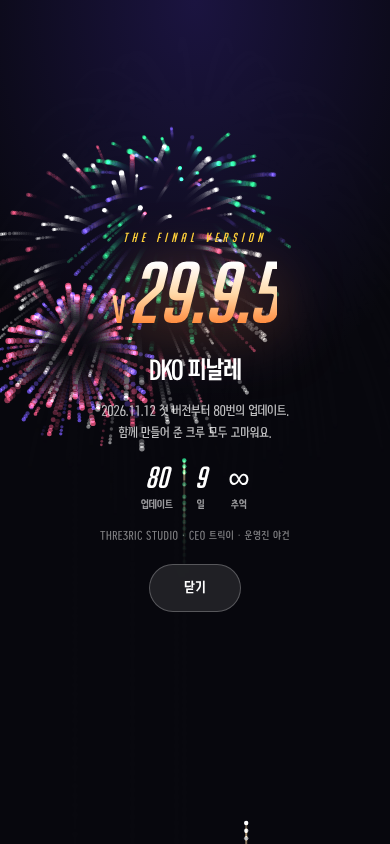 THE FINAL VERSION
V29.9.5
DKO 피날레
2026.11.12 첫 버전부터 80번의 업데이트.
함께 만들어 준 크루 모두 고마워요.
80 9 ∞
업데이트 일 추억
THRE3RIC STUDIO · CEO 트릭이 · 운영진 야건
닫기